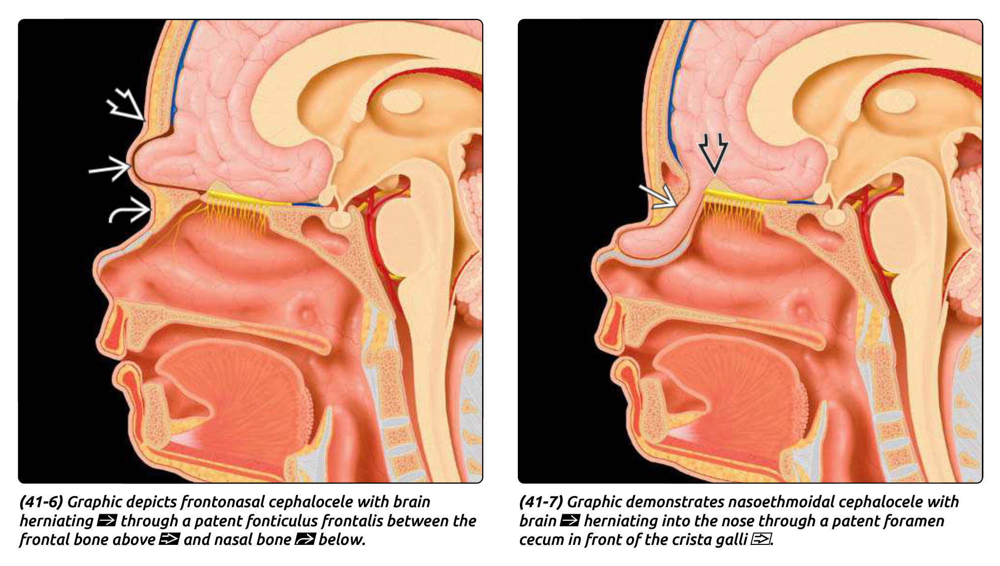 (41-6) Graphic depicts frontonasal cephalocele with brain
herniating through a patent fonticulus frontalis between the
frontal bone above and nasal bone below.
(41-7) Graphic demonstrates nasoethmoidal cephalocele with
brain herniating into the nose through a patent foramen
cecum in front of the crista galli .